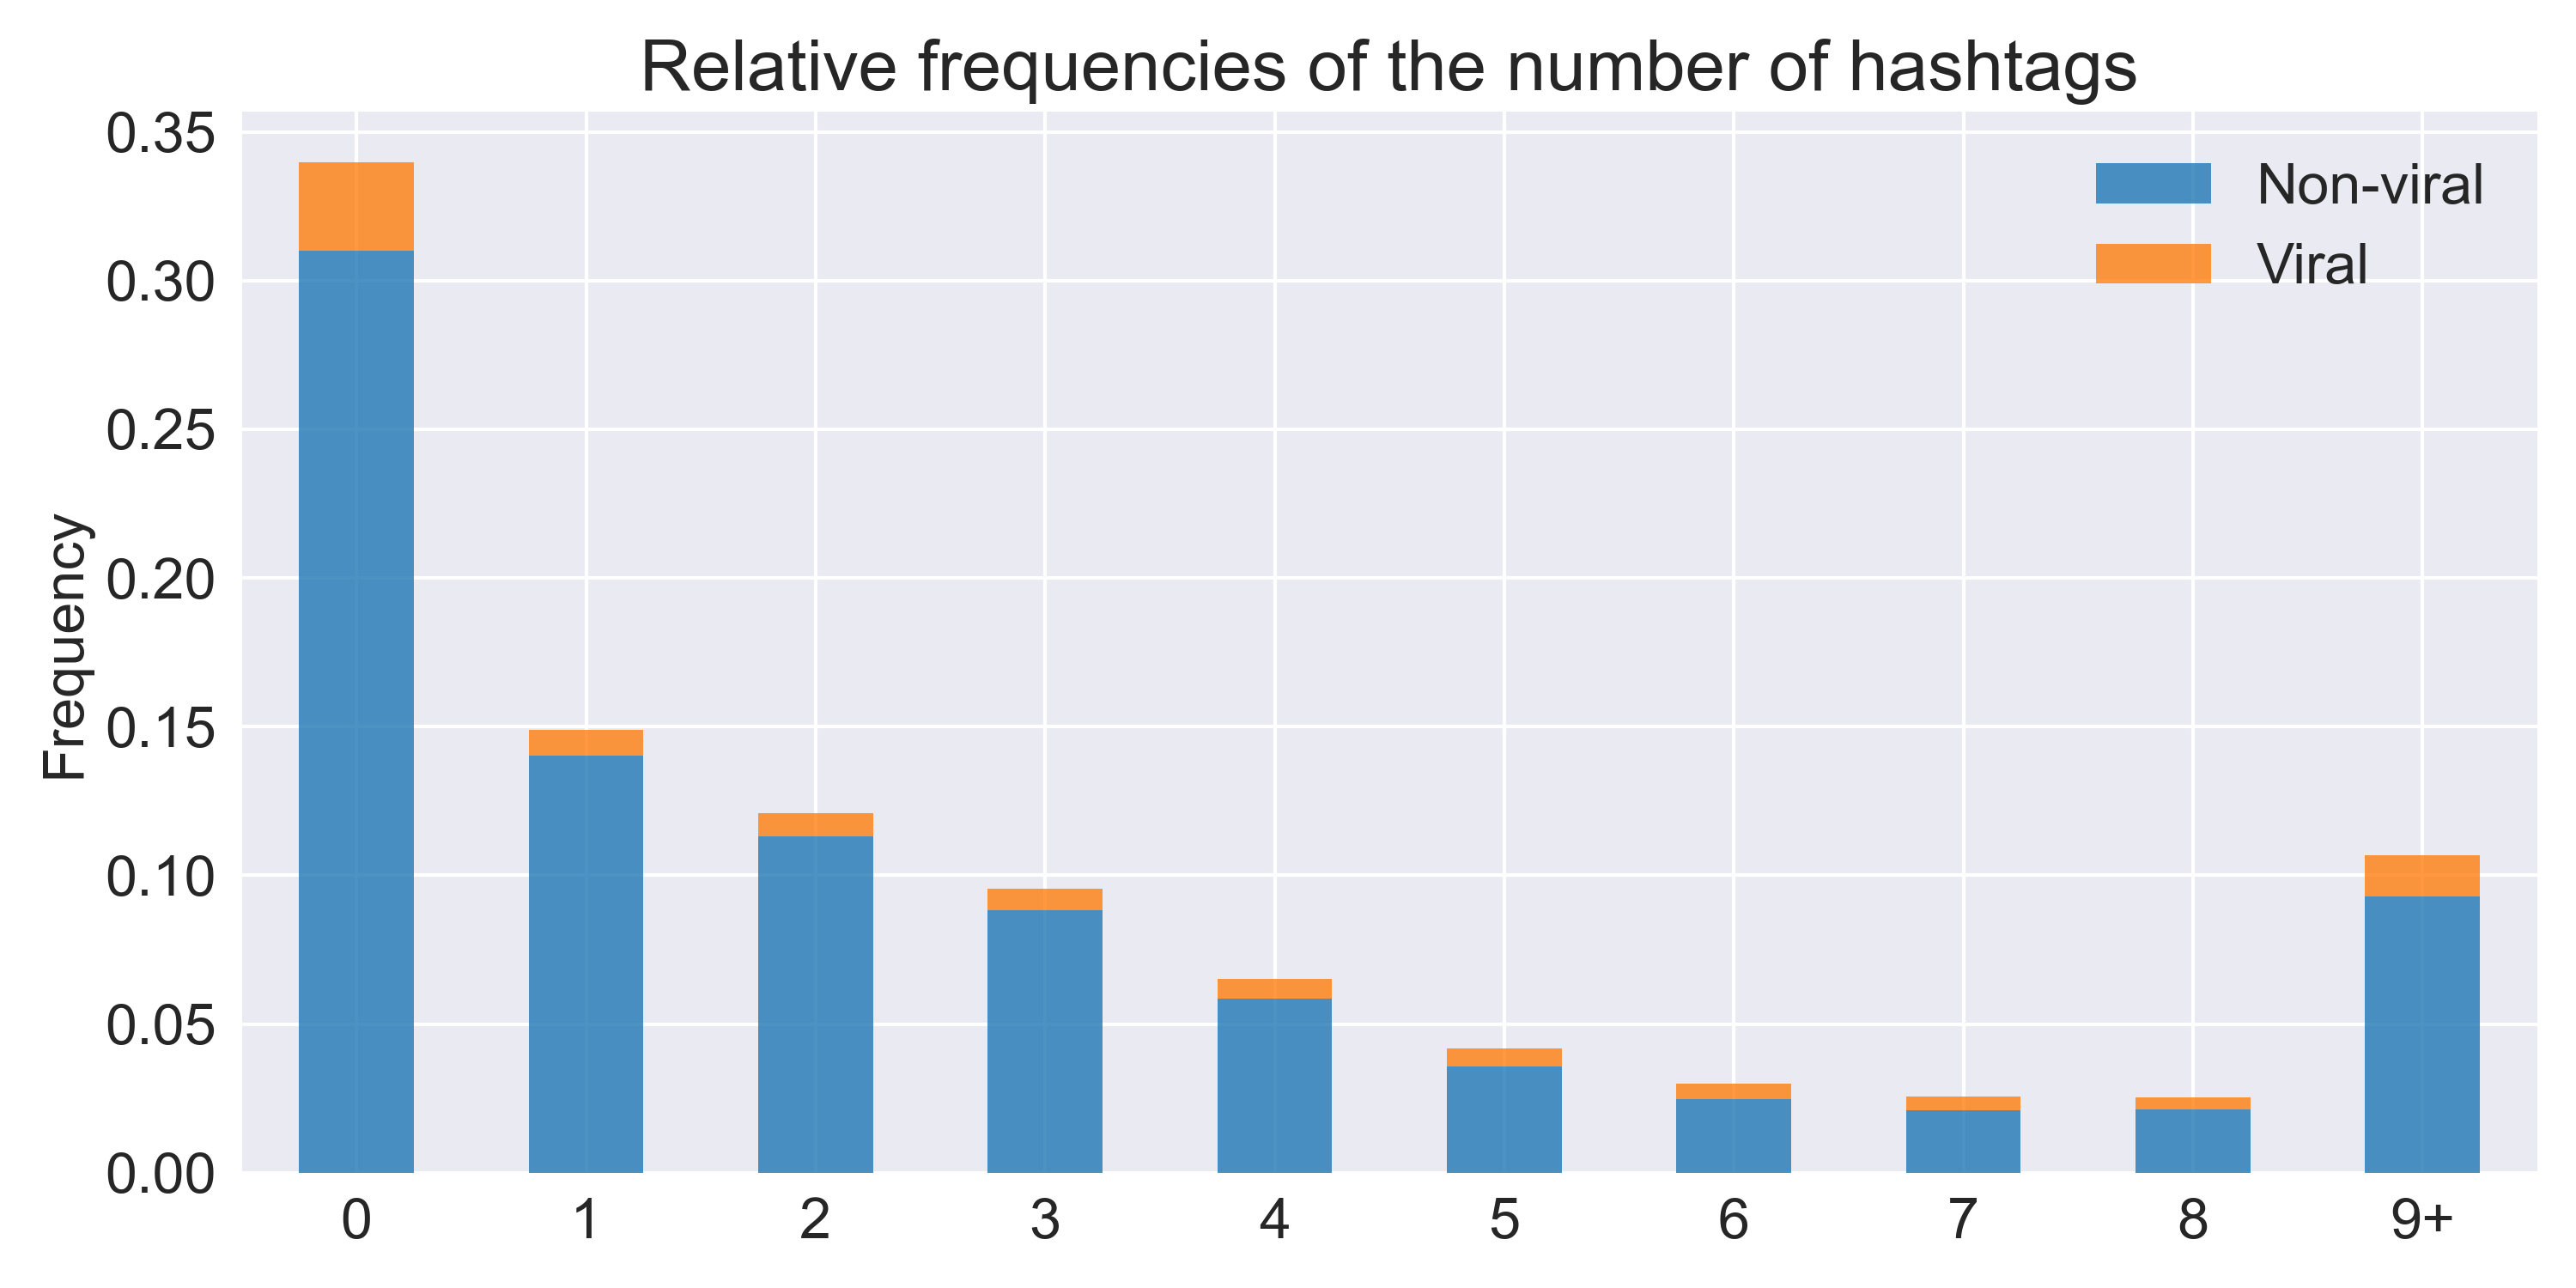 Relative frequencies of the number of hashtags
0.35
0.30
0.25
0.20
0.15
0.10
0.05
0.00
Frequency
Non-viral
Viral
0 1 2 3 4 5 6 7 8 9+